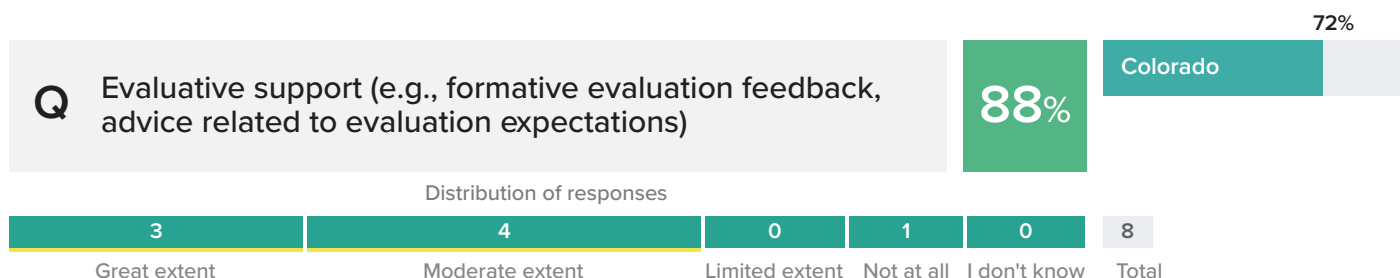 72%
Q Evaluative support (e.g., formative evaluation feedback,
advice related to evaluation expectations)
88%
Colorado
Distribution of responses
3 4 0 1 0 8
Great extent Moderate extent Limited extent Not at all I don't know Total